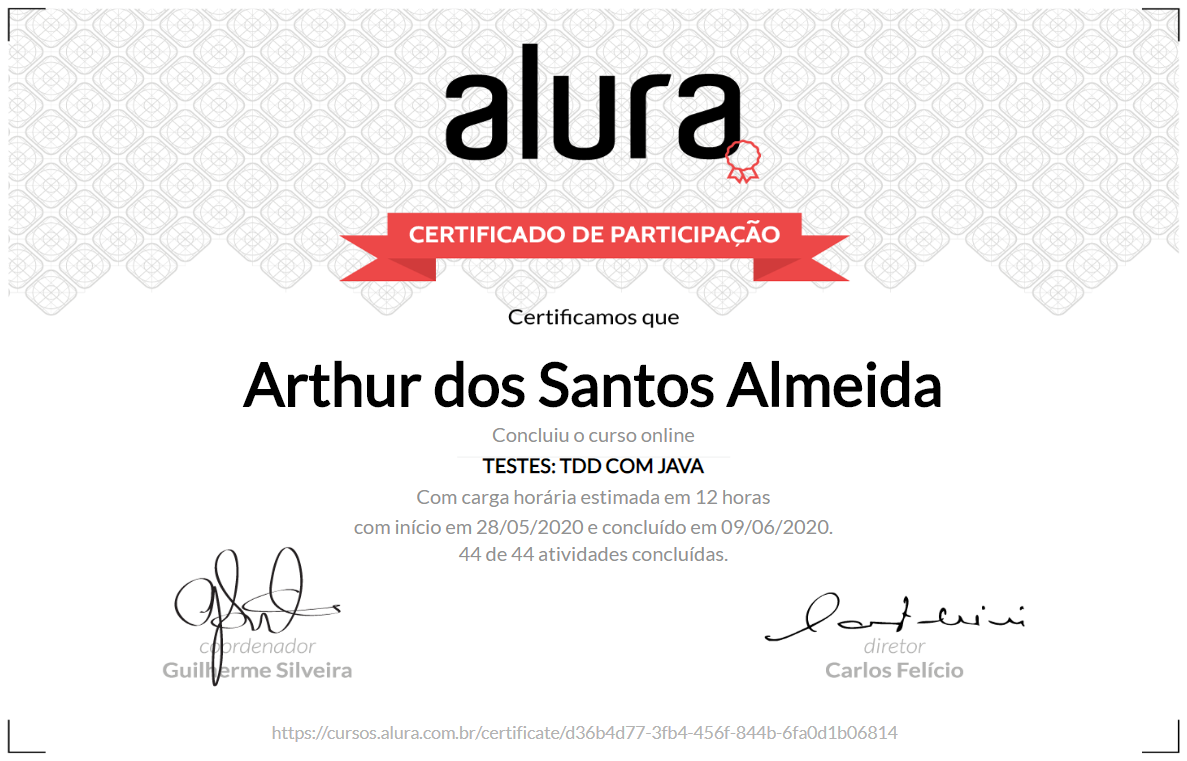 alura
CERTIFICADO DE PARTICIPAÇÃO
Certificamos que
Arthur dos Santos Almeida
Concluiu o curso online
TESTES: TDD COM JAVA
Com carga horária estimada em 12 horas
com início em 28/05/2020 e concluído em 09/06/2020.
44 de 44 atividades concluídas.
coordenador
Guilherme Silveira
diretor
Carlos Felício
https://cursos.alura.com.br/certificate/d36b4d77-3fb4-456f-844b-6fa0d1b06814